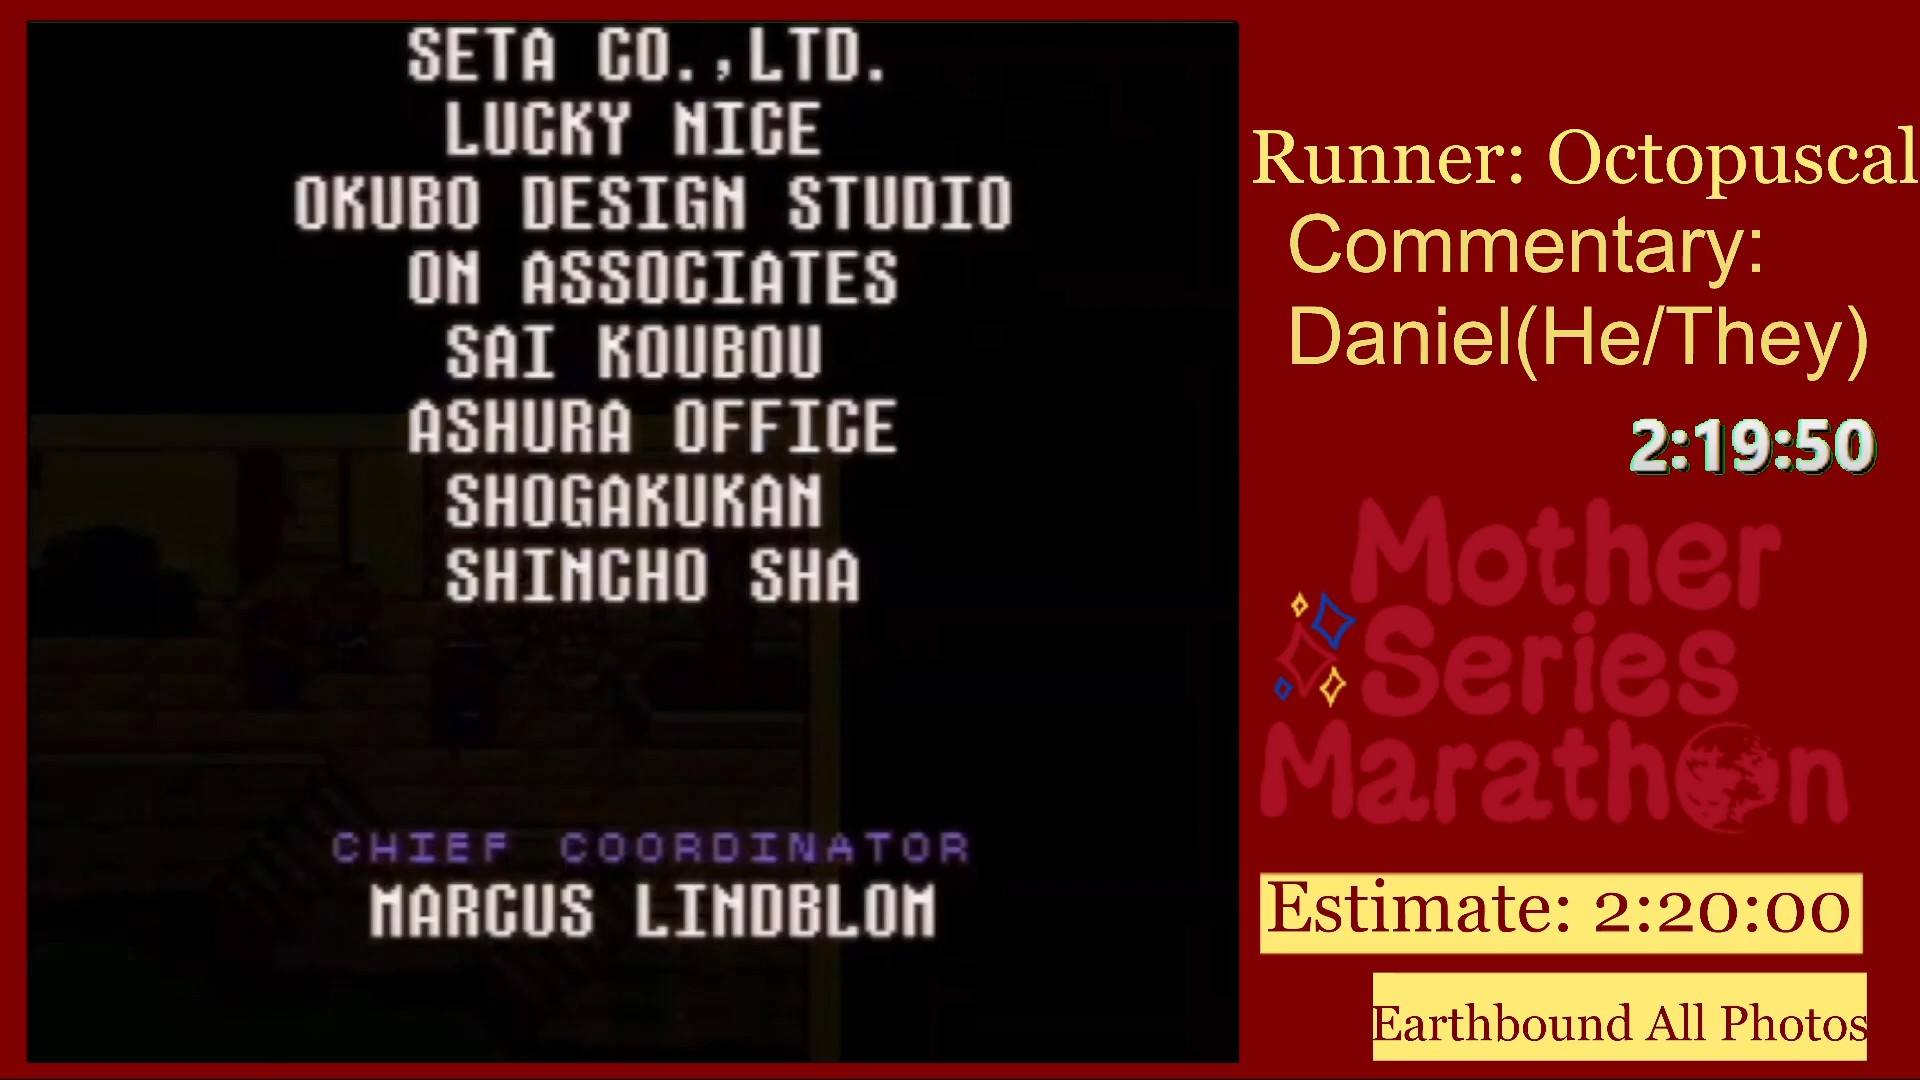 SETA CO.,LTD.
LUCKY NICE
OKUBO DESIGN STUDIO
ON ASSOCIATES
SAI KOUBOU
ASHURA OFFICE
SHOGAKUKAN
SHINCHO SHA
CHIEF COORDINATOR
MARCUS LINDBLOM
Runner: Octopuscal
Commentary:
Daniel(He/They)
2:19:50
Mother
Series
Marathon
Estimate: 2:20:00
Earthbound All Photos